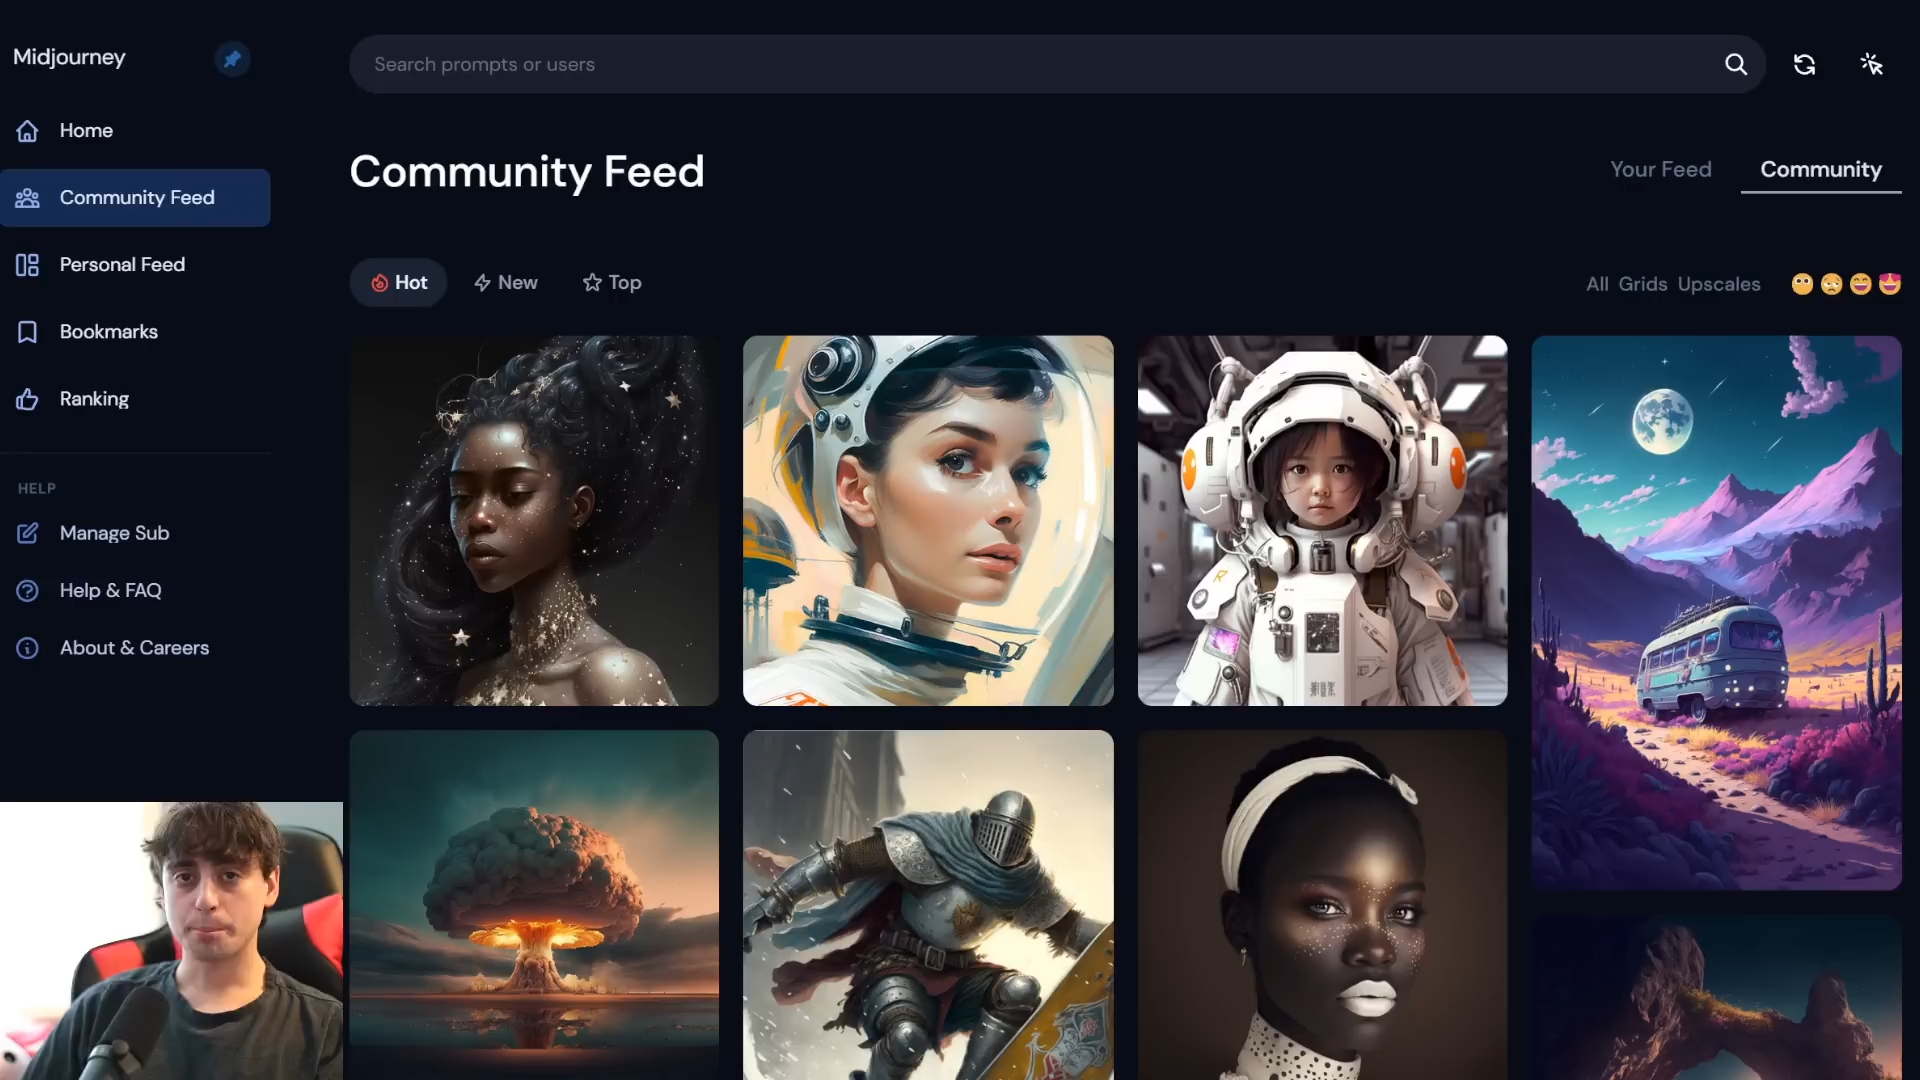 Midjourney
Search prompts or users
Home
Community Feed
Personal Feed
Bookmarks
Ranking
HELP
Manage Sub
Help & FAQ
About & Careers
Community Feed
Your Feed
Community
Hot
New
Top
All
Grids
Upscales